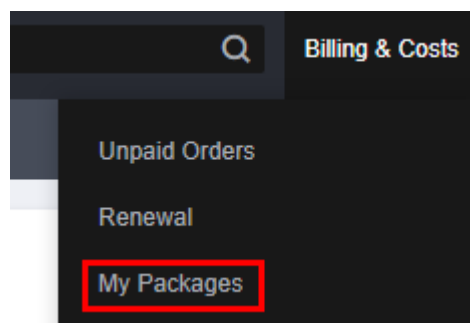 Billing & Costs
Unpaid Orders
Renewal
My Packages